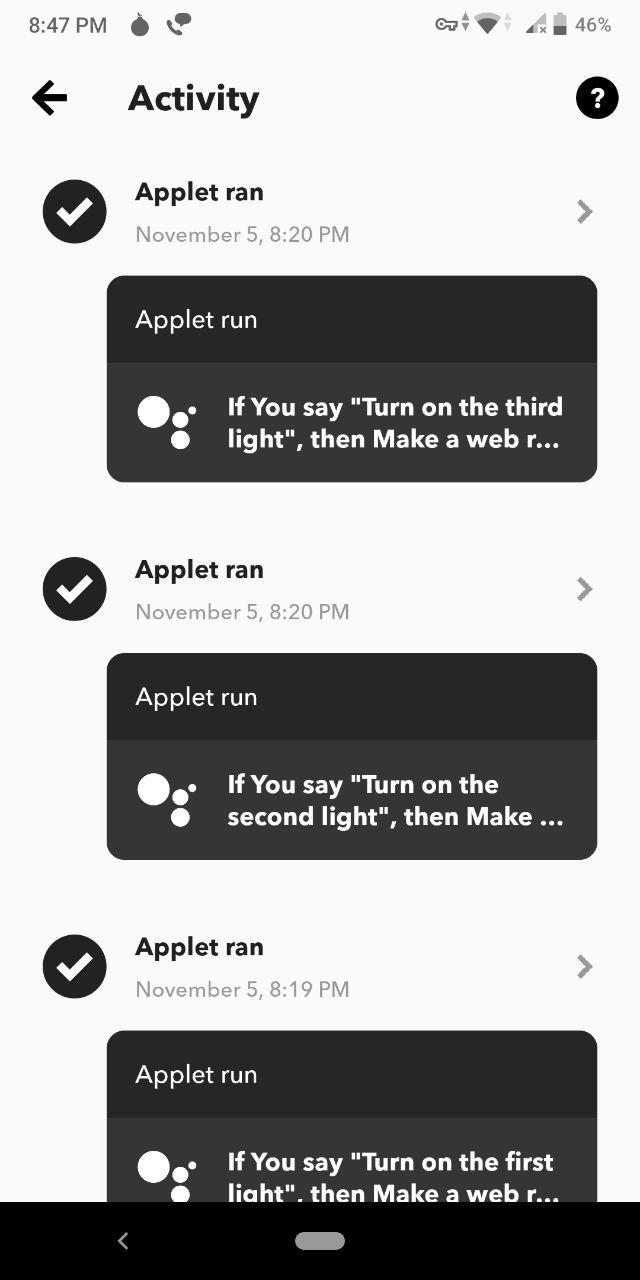 8:47 PM 46%
Activity
?
Applet ran
November 5, 8:20 PM
Applet run
If You say "Turn on the third
light", then Make a web r...
Applet ran
November 5, 8:20 PM
Applet run
If You say "Turn on the
second light", then Make ...
Applet ran
November 5, 8:19 PM
Applet run
If You say "Turn on the first
light", then Make a web r...